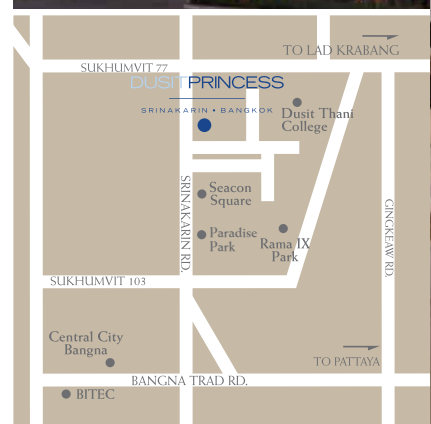 TO LAD KRABANG
SUKHUMVIT 77
DUSIT PRINCESS
SRINAKARIN • BANGKOK
Dusit Thani
College
SRINAKARIN RD.
Seacon
Square
Paradise
Park
Rama IX
Park
GINGKEAW RD.
SUKHUMVIT 103
Central City
Bangna
TO PATTAYA
BANGNA TRAD RD.
BITEC